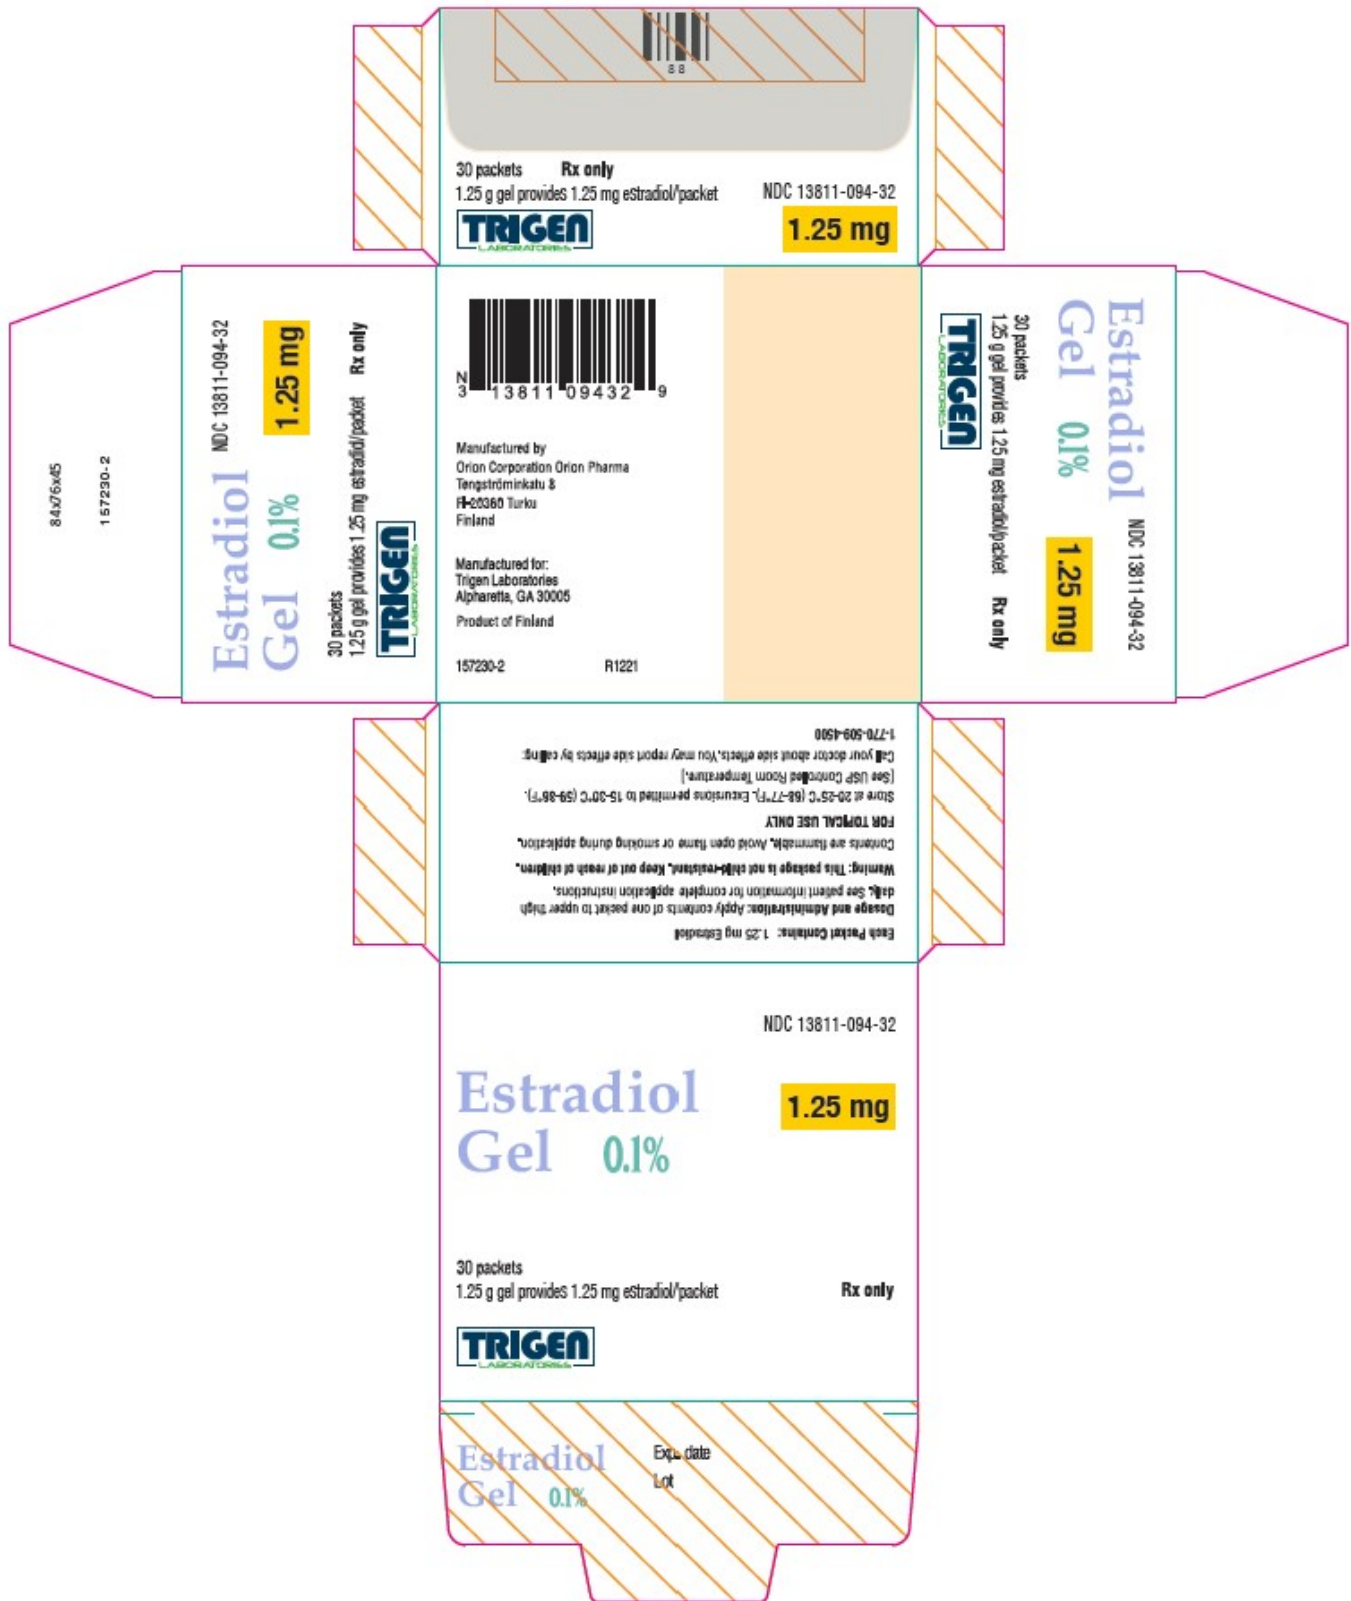 88
30 packets Rx only
1.25 g gel provides 1.25 mg estradiol/packet NDC 13811-094-32
TRIGEN
LABORATORIES
1.25 mg
84x76x45
157230-2
Estradiol NDC 13811-094-32
Gel 0.1% 1.25 mg
30 packets
1.25 g gel provides 1.25 mg estradiol/packet Rx only
TRIGEN
LABORATORIES
N
3 13811 09432 9
Manufactured by
Orion Corporation Orion Pharma
Tengströminkatu 8
FI-20360 Turku
Finland
Manufactured for:
Trigen Laboratories
Alpharetta, GA 30005
Product of Finland
157230-2 R1221
Estradiol NDC 13811-094-32
Gel 0.1% 1.25 mg
30 packets
1.25 g gel provides 1.25 mg estradiol/packet Rx only
TRIGEN
LABORATORIES
Each Packet Contains: 1.25 mg Estradiol
Dosage and Administration: Apply contents of one packet to upper thigh
daily. See patient information for complete application instructions.
Warning: This package is not child-resistant. Keep out of reach of children.
Contents are flammable. Avoid open flame or smoking during application.
FOR TOPICAL USE ONLY
Store at 20-25°C (68-77°F). Excursions permitted to 15-30°C (59-86°F).
[See USP Controlled Room Temperature.]
Call your doctor about side effects. You may report side effects by calling:
1-770-509-4500
NDC 13811-094-32
Estradiol
Gel 0.1%
1.25 mg
30 packets
1.25 g gel provides 1.25 mg estradiol/packet Rx only
TRIGEN
LABORATORIES
Estradiol
Gel 0.1%
Exp. date
Lot